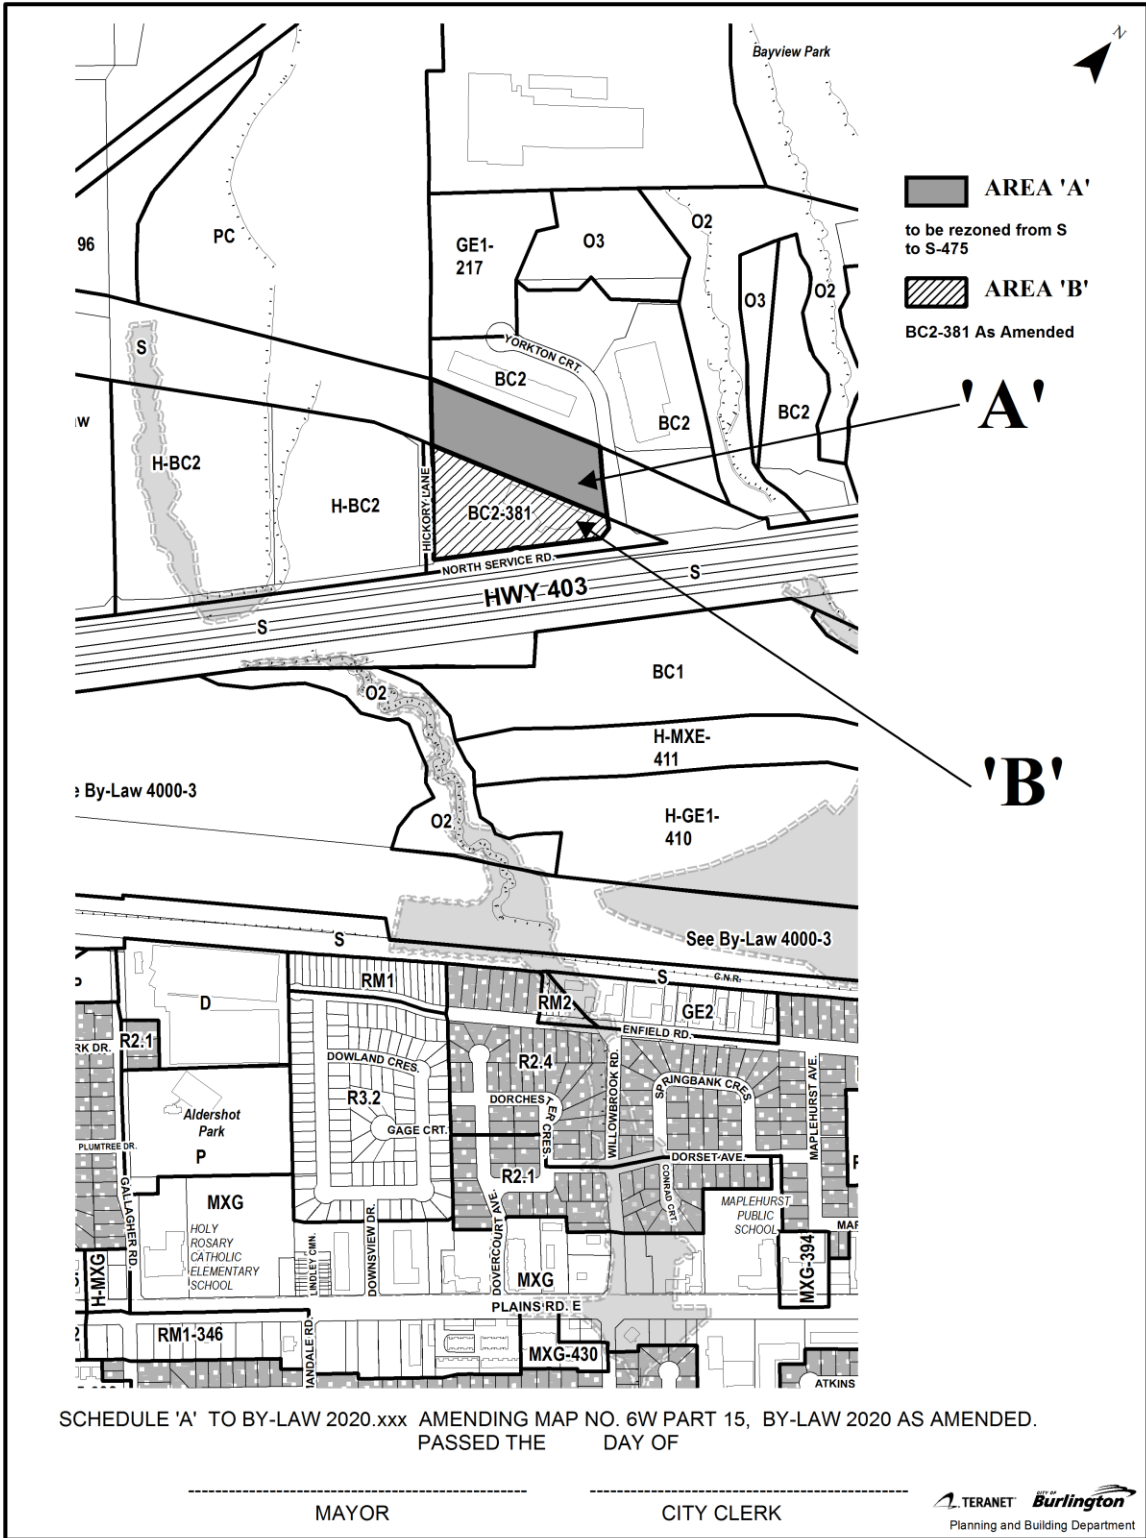 N
Bayview Park
AREA 'A'
to be rezoned from S
to S-475
AREA 'B'
BC2-381 As Amended
'A'
'B'
96
PC
GE1-
217
O3
O2
O3
O2
S
YORKTON CRT.
BC2
BC2
BC2
H-BC2
H-BC2
HICKORY LANE
BC2-381
NORTH SERVICE RD.
HWY 403
S
S
BC1
O2
H-MXE-
411
e By-Law 4000-3
O2
H-GE1-
410
S
See By-Law 4000-3
S
C.N.R.
RM1
RM2
GE2
D
ENFIELD RD.
R2.1
RK DR.
DOWLAND CRES.
R2.4
SPRINGBANK CRES.
WILLOWBROOK RD.
MAPLEHURST AVE.
R3.2
DORCHESTER CRES.
Aldershot
Park
GAGE CRT.
PLUMTREE DR.
P
DORSET AVE.
R2.1
GALLAGHER RD.
MXG
CONRAD CRT.
MAPLEHURST
PUBLIC
SCHOOL
MAP
HOLY
ROSARY
CATHOLIC
ELEMENTARY
SCHOOL
LINDLEY CMN.
DOWNSVIEW DR.
DOVERCOURT AVE.
H-MXG
MXG
MXG-394
PLAINS RD. E
RM1-346
MANDALE RD.
MXG-430
ATKINS
SCHEDULE 'A' TO BY-LAW 2020.xxx AMENDING MAP NO. 6W PART 15, BY-LAW 2020 AS AMENDED.
PASSED THE DAY OF
MAYOR CITY CLERK
TERANET
CITY OF
Burlington
Planning and Building Department